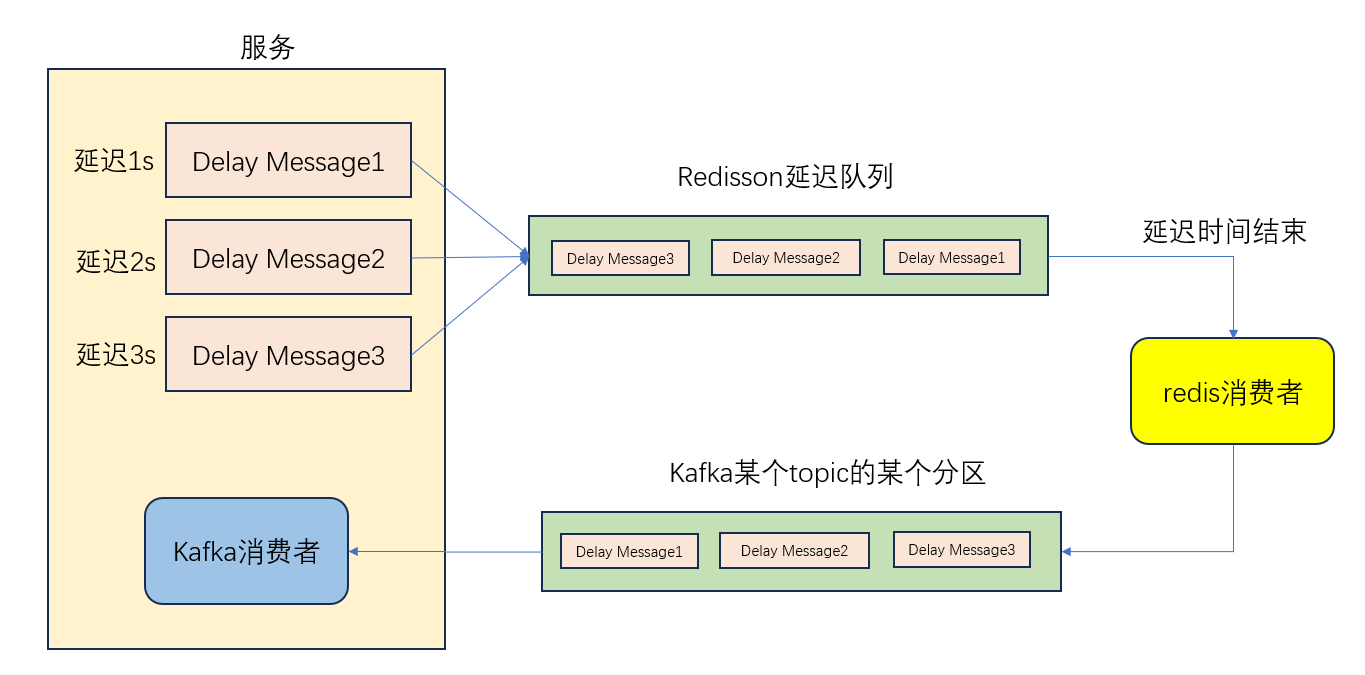 服务
延迟1s
Delay Message1
延迟2s
Delay Message2
延迟3s
Delay Message3
Redisson延迟队列
Delay Message3
Delay Message2
Delay Message1
延迟时间结束
redis消费者
Kafka某个topic的某个分区
Delay Message1
Delay Message2
Delay Message3
Kafka消费者